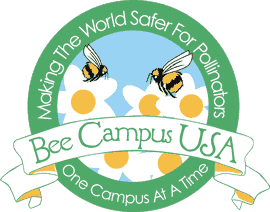 Making The World Safer For Pollinators
Bee Campus USA
One Campus At A Time